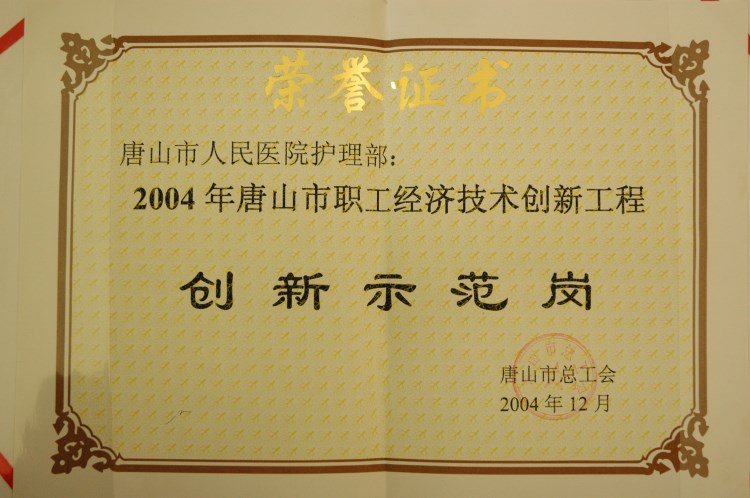 荣誉证书
唐山市人民医院护理部：
2004年唐山市职工经济技术创新工程
创新示范岗
唐山市总工会
2004年12月